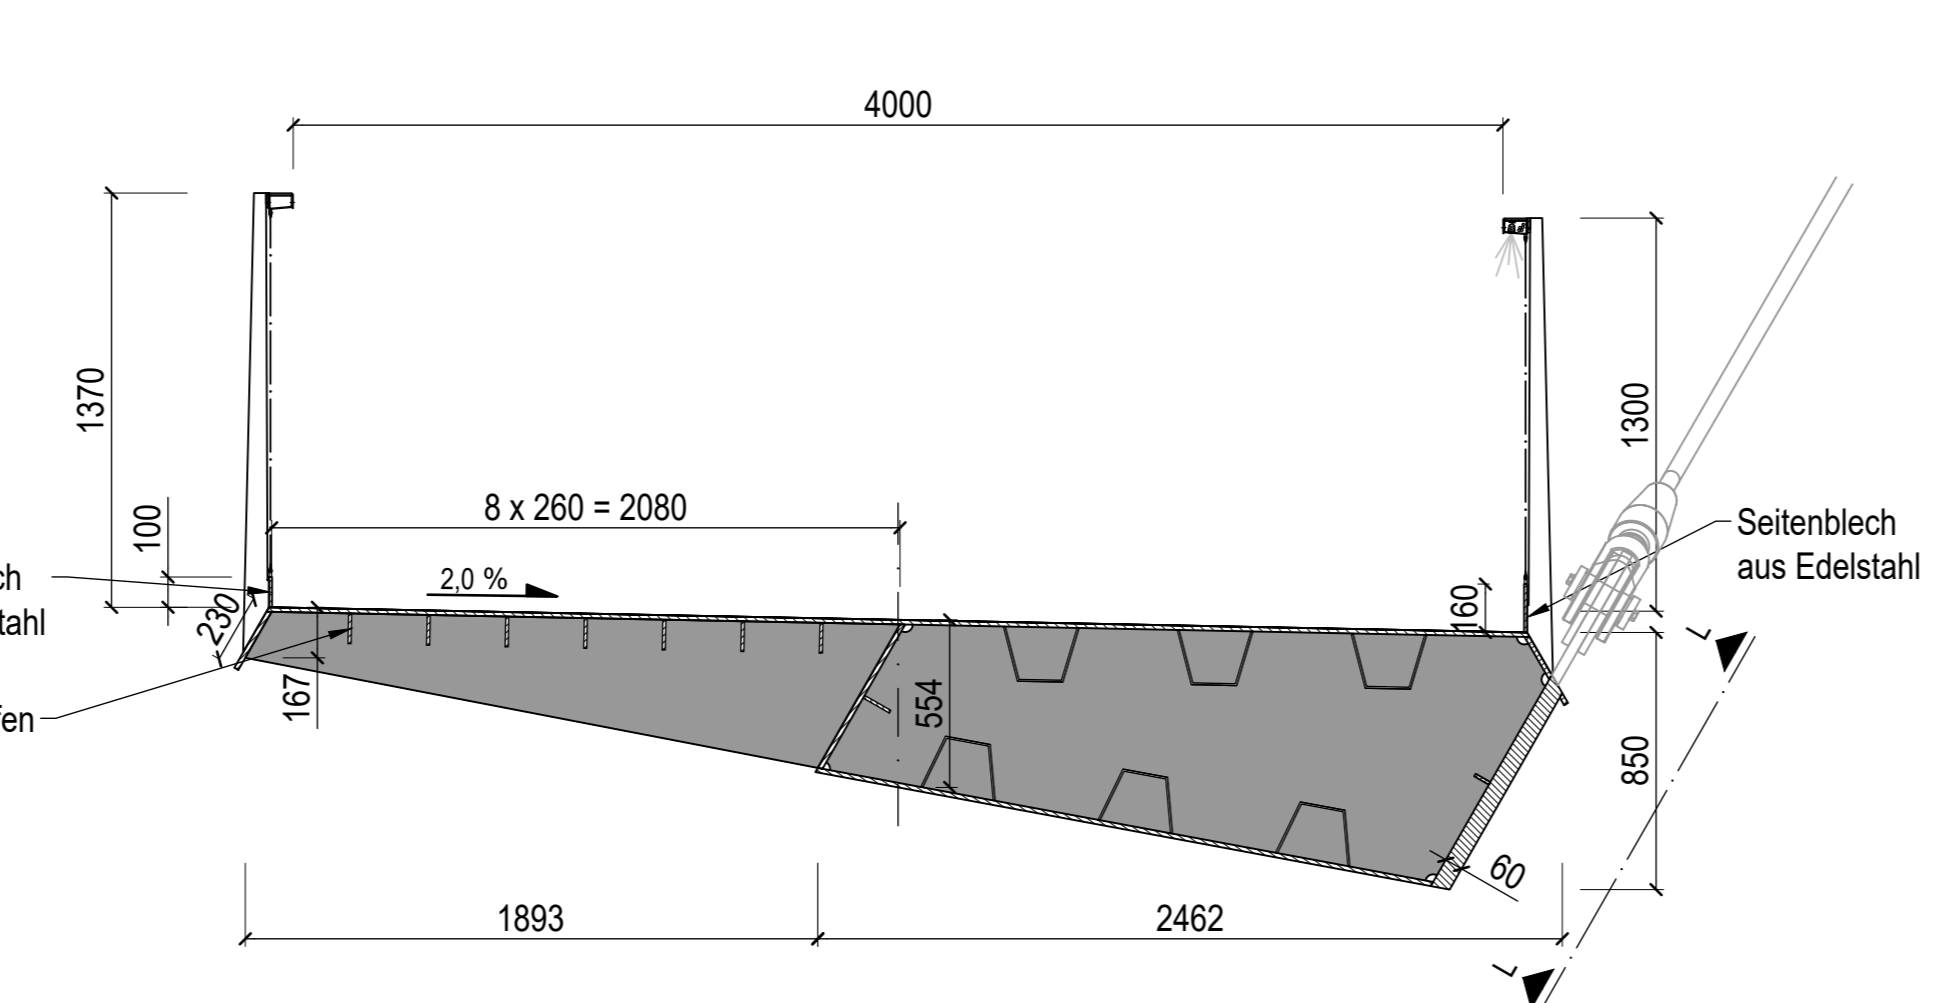 4000
1370
1300
100
8 x 260 = 2080
2,0 %
230
160
ch
tahl
Seitenblech
aus Edelstahl
fen
167
554
L
850
60
1893
2462
L